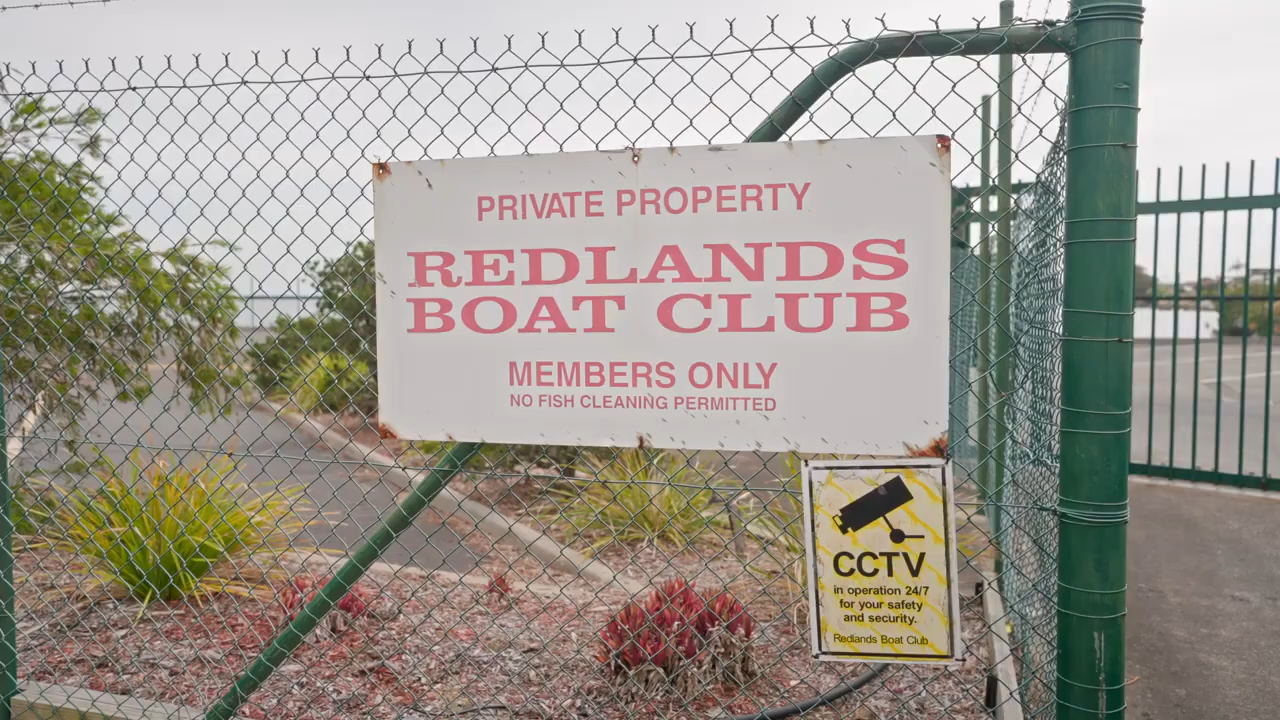 PRIVATE PROPERTY
REDLANDS
BOAT CLUB
MEMBERS ONLY
NO FISH CLEANING PERMITTED
CCTV
in operation 24/7
for your safety
and security.
Redlands Boat Club